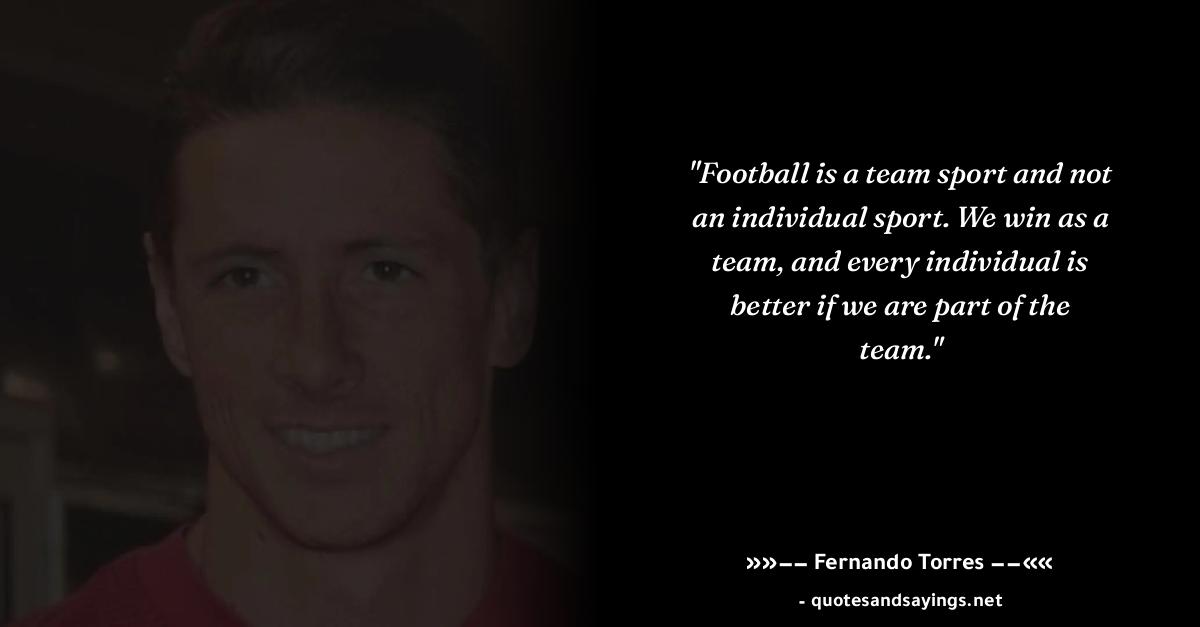 "Football is a team sport and not
an individual sport. We win as a
team, and every individual is
better if we are part of the
team."
»»−− Fernando Torres −−««
- quotesandsayings.net